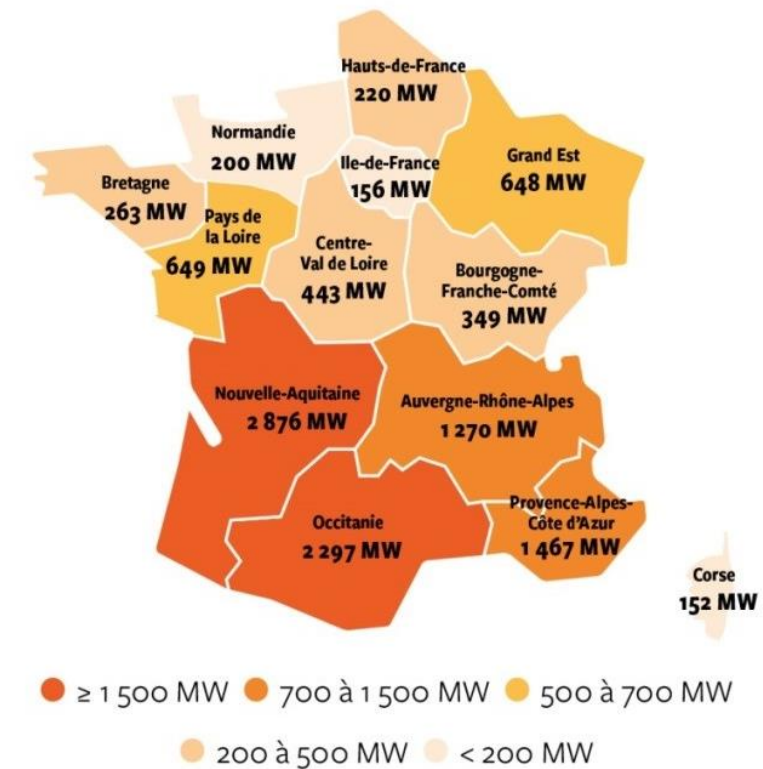 Hauts-de-France
220 MW
Normandie
200 MW
Ile-de-France
156 MW
Grand Est
648 MW
Bretagne
263 MW
Pays de
la Loire
649 MW
Centre-
Val de Loire
443 MW
Bourgogne-
Franche-Comté
349 MW
Nouvelle-Aquitaine
2 876 MW
Auvergne-Rhône-Alpes
1 270 MW
Occitanie
2 297 MW
Provence-Alpes-
Côte d'Azur
1 467 MW
Corse
152 MW
≥ 1 500 MW 700 à 1 500 MW 500 à 700 MW
200 à 500 MW < 200 MW